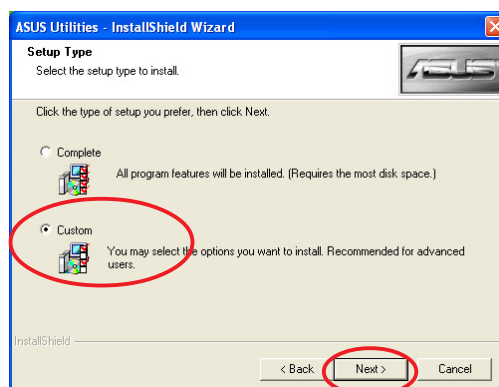 ASUS Utilities - InstallShield Wizard
Setup Type
Select the setup type to install.
ASUS
Click the type of setup you prefer, then click Next.
Complete
All program features will be installed. (Requires the most disk space.)
Custom
You may select the options you want to install. Recommended for advanced
users.
InstallShield
< Back
Next >
Cancel